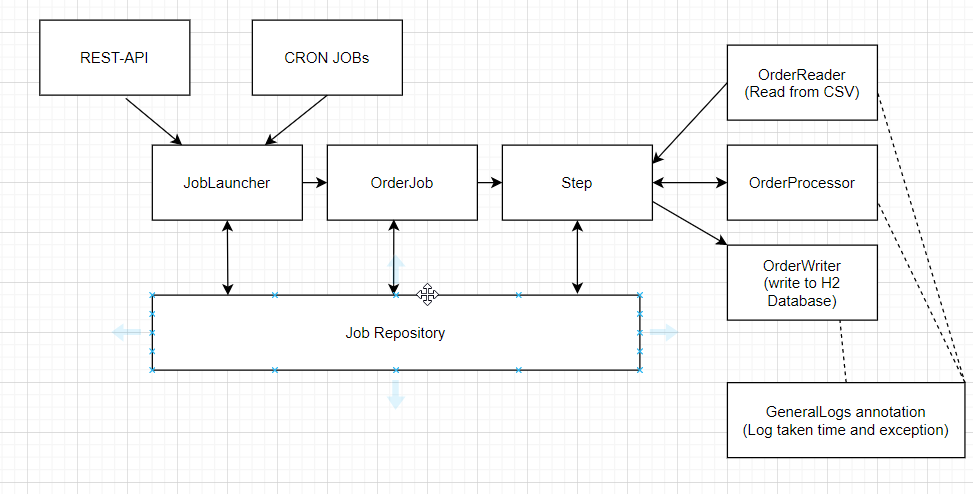 REST-API
CRON JOBs
OrderReader
(Read from CSV)
JobLauncher
OrderJob
Step
OrderProcessor
OrderWriter
(write to H2
Database)
Job Repository
GeneralLogs annotation
(Log taken time and exception)